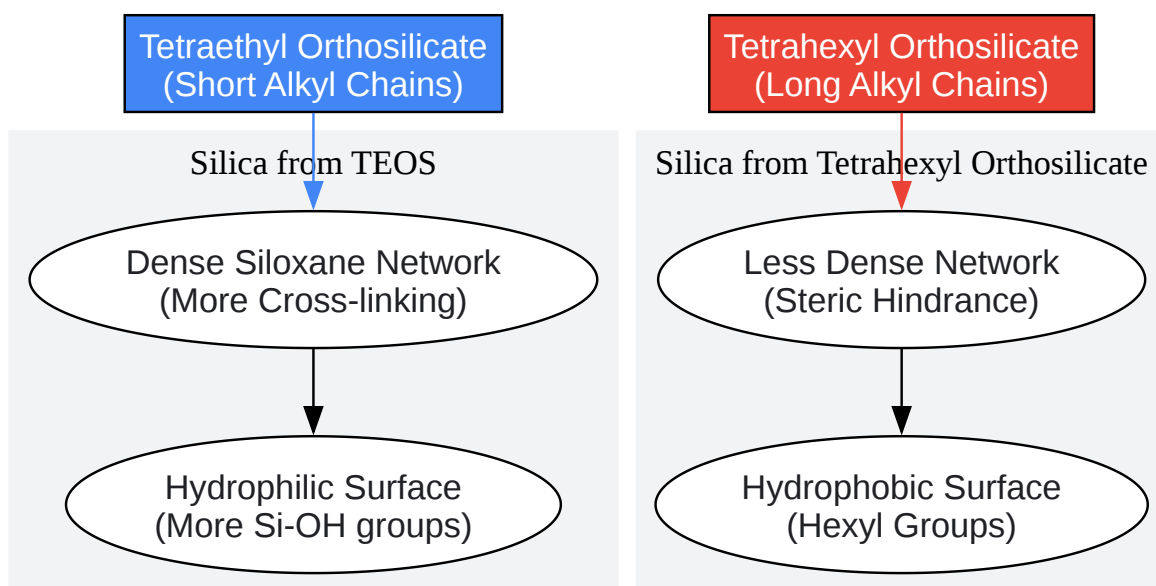 Tetraethyl Orthosilicate
(Short Alkyl Chains)
Silica from TEOS
Dense Siloxane Network
(More Cross-linking)
Hydrophilic Surface
(More Si-OH groups)
Tetrahexyl Orthosilicate
(Long Alkyl Chains)
Silica from Tetrahexyl Orthosilicate
Less Dense Network
(Steric Hindrance)
Hydrophobic Surface
(Hexyl Groups)